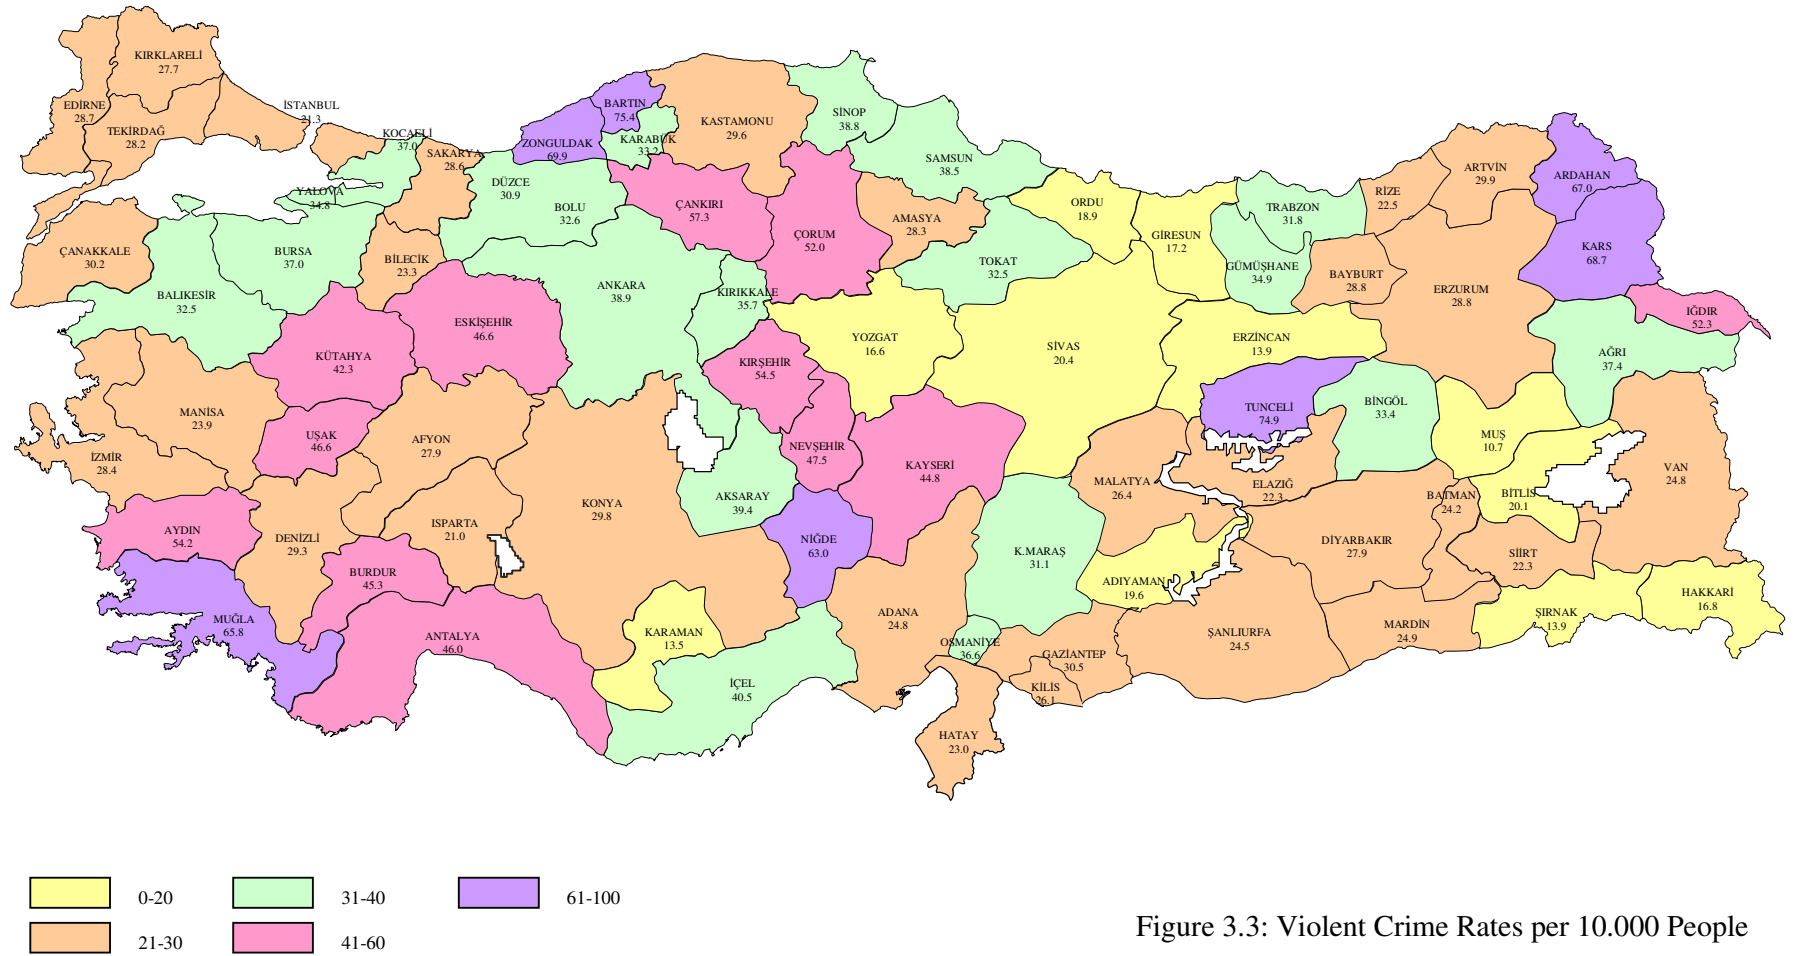 KIRKLARELİ
27.7
EDİRNE
28.7
TEKİRDAĞ
28.2
İSTANBUL
21.3
KOCAELİ
37.0
SAKARYA
28.6
YALOVA
34.8
DÜZCE
30.9
BOLU
32.6
ZONGULDAK
69.9
BARTIN
75.4
KARABÜK
33.2
KASTAMONU
29.6
SİNOP
38.8
SAMSUN
38.5
ÇANKIRI
57.3
ÇORUM
52.0
AMASYA
28.3
TOKAT
32.5
ORDU
18.9
GİRESUN
17.2
TRABZON
31.8
GÜMÜŞHANE
34.9
RİZE
22.5
ARTVİN
29.9
ARDAHAN
67.0
KARS
68.7
BAYBURT
28.8
ERZURUM
28.8
IĞDIR
52.3
AĞRI
37.4
ÇANAKKALE
30.2
BALIKESİR
32.5
BURSA
37.0
BİLECİK
23.3
ESKİŞEHİR
46.6
KÜTAHYA
42.3
ANKARA
38.9
KIRIKKALE
35.7
KIRŞEHİR
54.5
YOZGAT
16.6
SİVAS
20.4
ERZİNCAN
13.9
TUNCELİ
74.9
BİNGÖL
33.4
MUŞ
10.7
BİTLİS
20.1
VAN
24.8
MANİSA
23.9
İZMİR
28.4
UŞAK
46.6
AFYON
27.9
KONYA
29.8
AKSARAY
39.4
NEVŞEHİR
47.5
KAYSERİ
44.8
MALATYA
26.4
ELAZIĞ
22.3
DİYARBAKIR
27.9
BATMAN
24.2
SİİRT
22.3
AYDIN
54.2
DENİZLİ
29.3
ISPARTA
21.0
BURDUR
45.3
NİĞDE
63.0
K.MARAŞ
31.1
ADIYAMAN
19.6
HAKKARİ
16.8
ŞIRNAK
13.9
MARDİN
24.9
ŞANLIURFA
24.5
MUĞLA
65.8
ANTALYA
46.0
KARAMAN
13.5
İÇEL
40.5
ADANA
24.8
OSMANİYE
36.6
GAZİANTEP
30.5
KİLİS
26.1
HATAY
23.0
0-20
31-40
61-100
21-30
41-60
Figure 3.3: Violent Crime Rates per 10.000 People